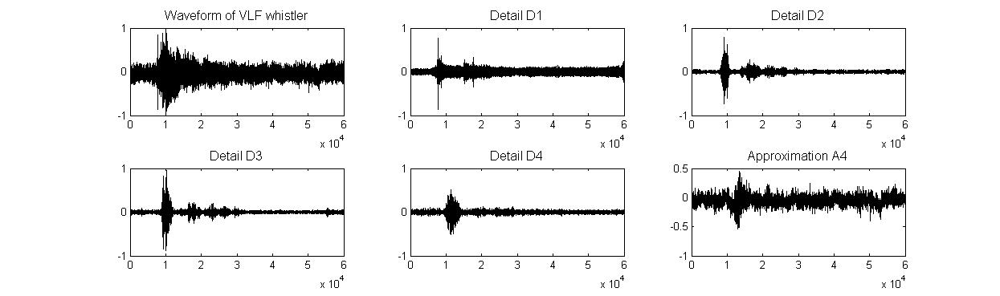 Waveform of VLF whistler
Detail D1
Detail D2
1
0
-1
0 1 2 3 4 5 6
x 10^4
1
0
-1
0 1 2 3 4 5 6
x 10^4
1
0
-1
0 1 2 3 4 5 6
x 10^4
Detail D3
Detail D4
Approximation A4
1
0
-1
0 1 2 3 4 5 6
x 10^4
1
0
-1
0 1 2 3 4 5 6
x 10^4
0.5
0
-0.5
-1
0 1 2 3 4 5 6
x 10^4